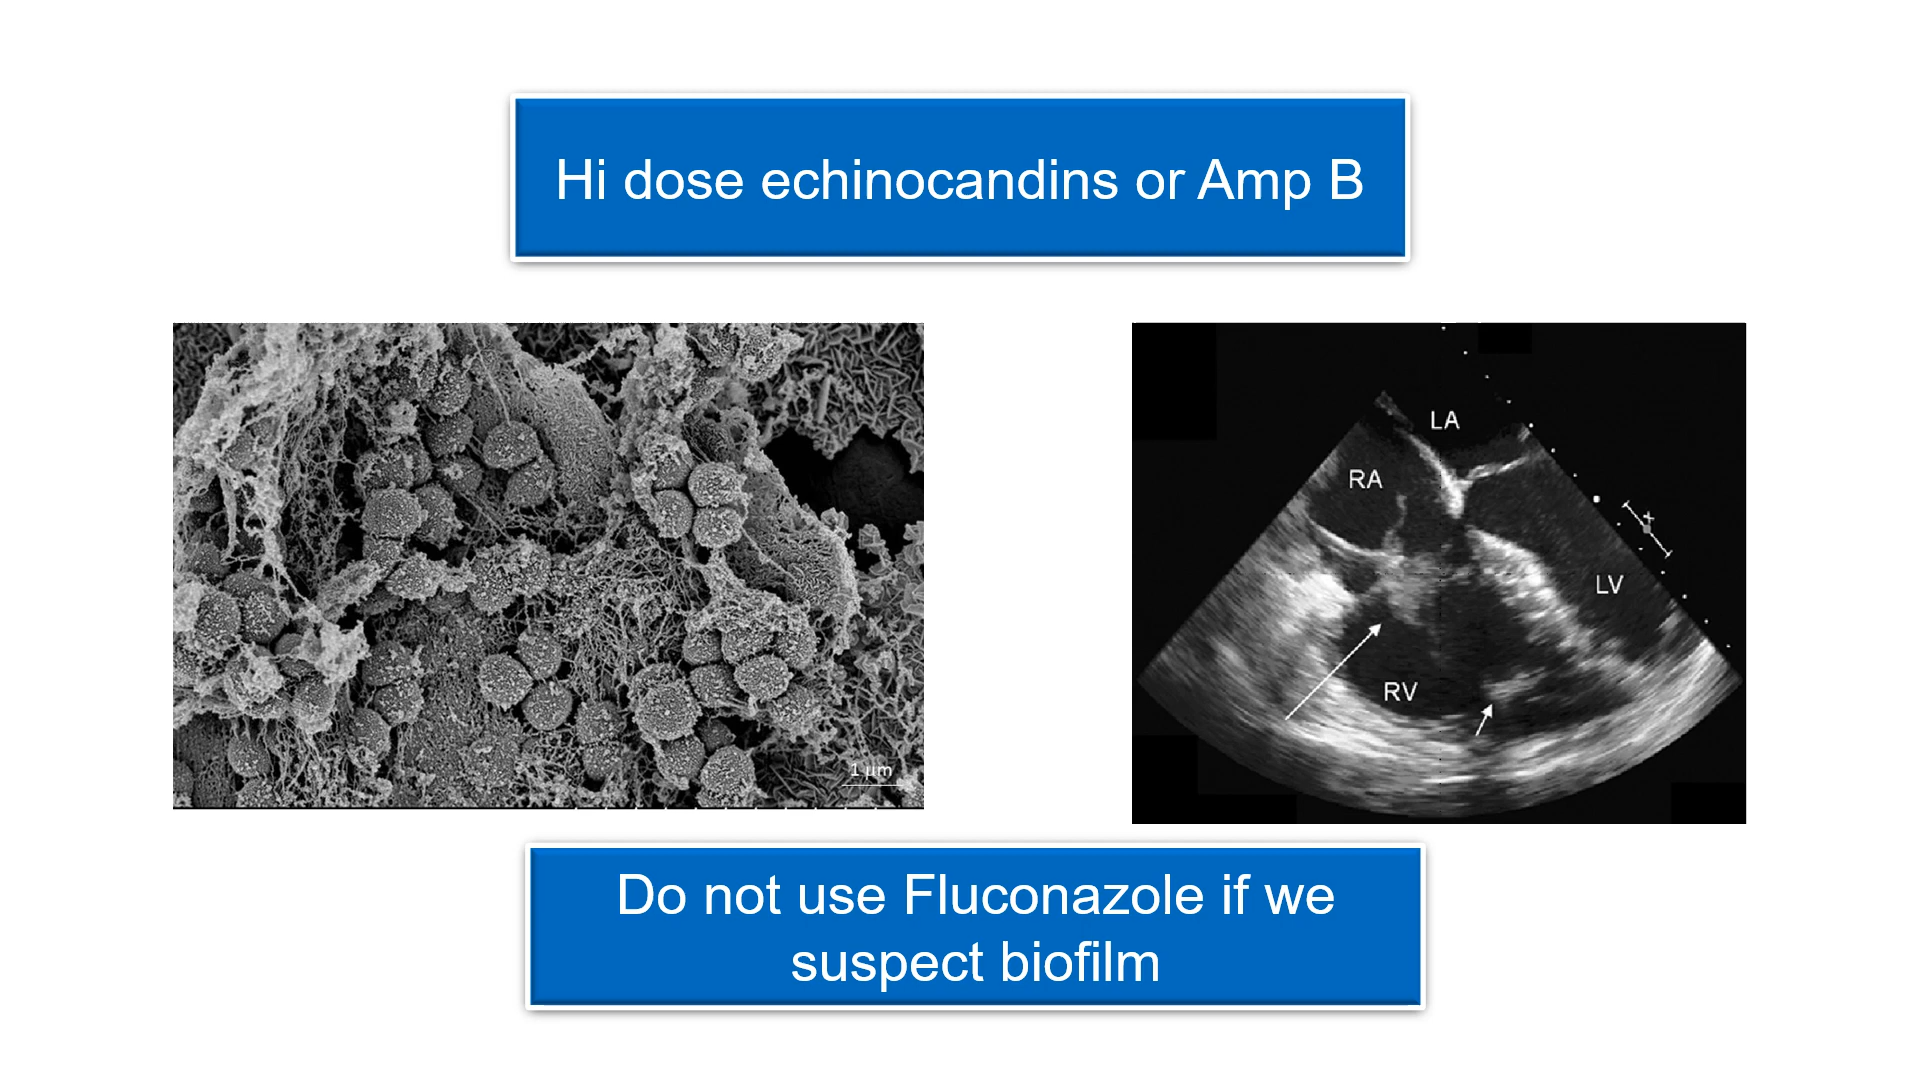 Hi dose echinocandins or Amp B
LA
RA
LV
RV
1 µm
Do not use Fluconazole if we
suspect biofilm